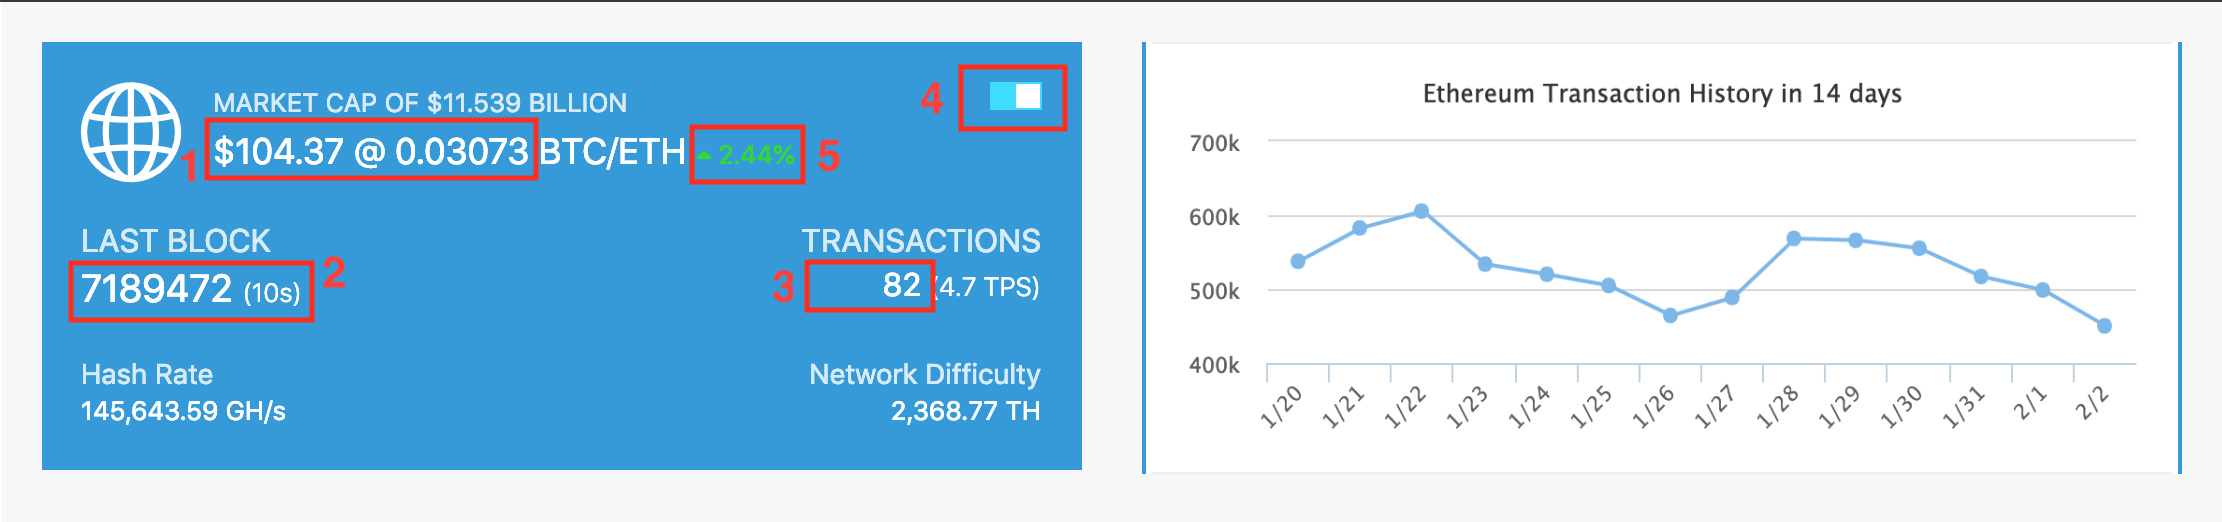 MARKET CAP OF $11.539 BILLION
4
1
$104.37 @ 0.03073 BTC/ETH 2.44%
5
LAST BLOCK
7189472 (10s)
2
TRANSACTIONS
3
82 (4.7 TPS)
Hash Rate
145,643.59 GH/s
Network Difficulty
2,368.77 TH
Ethereum Transaction History in 14 days
700k
600k
500k
400k
1/20
1/21
1/22
1/23
1/24
1/25
1/26
1/27
1/28
1/29
1/30
1/31
2/1
2/2